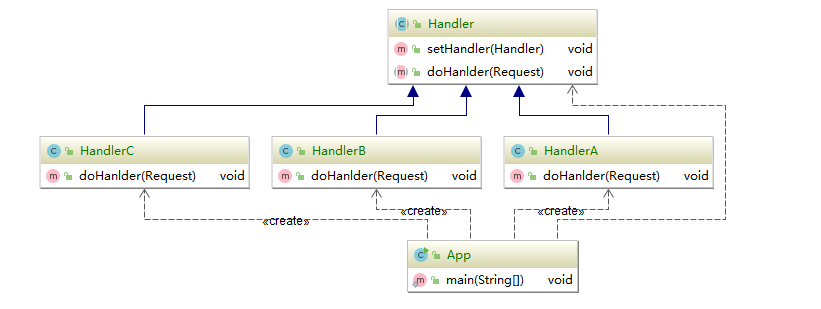 Handler
setHandler(Handler) void
doHanlder(Request) void
HandlerC
doHanlder(Request) void
HandlerB
doHanlder(Request) void
HandlerA
doHanlder(Request) void
«create»
«create»
«create»
App
main(String[]) void